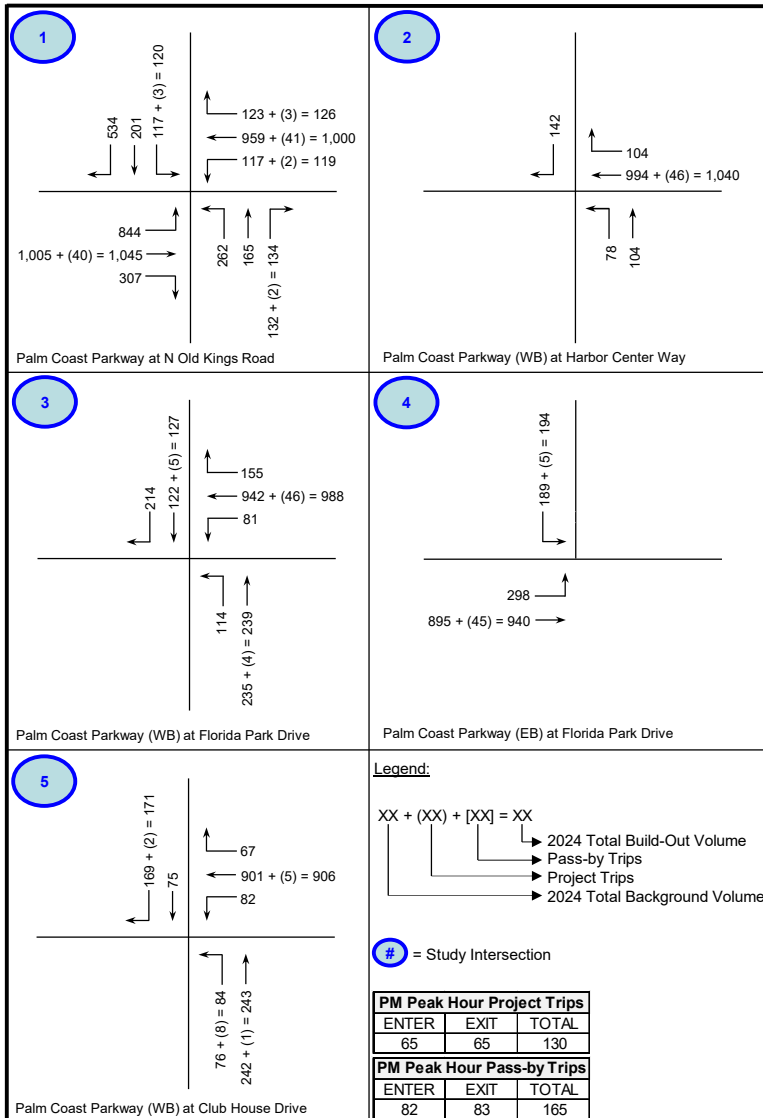 1
534
201
117 + (3) = 120
123 + (3) = 126
959 + (41) = 1,000
117 + (2) = 119
844
1,005 + (40) = 1,045
307
262
165
132 + (2) = 134
Palm Coast Parkway at N Old Kings Road
2
142
104
994 + (46) = 1,040
78
104
Palm Coast Parkway (WB) at Harbor Center Way
3
214
122 + (5) = 127
155
942 + (46) = 988
81
114
235 + (4) = 239
Palm Coast Parkway (WB) at Florida Park Drive
4
189 + (5) = 194
298
895 + (45) = 940
Palm Coast Parkway (EB) at Florida Park Drive
5
169 + (2) = 171
75
67
901 + (5) = 906
82
76 + (8) = 84
242 + (1) = 243
Palm Coast Parkway (WB) at Club House Drive
Legend:
XX + (XX) + [XX] = XX
2024 Total Build-Out Volume
Pass-by Trips
Project Trips
2024 Total Background Volume
# = Study Intersection
PM Peak Hour Project Trips
ENTER EXIT TOTAL
65 65 130
PM Peak Hour Pass-by Trips
ENTER EXIT TOTAL
82 83 165